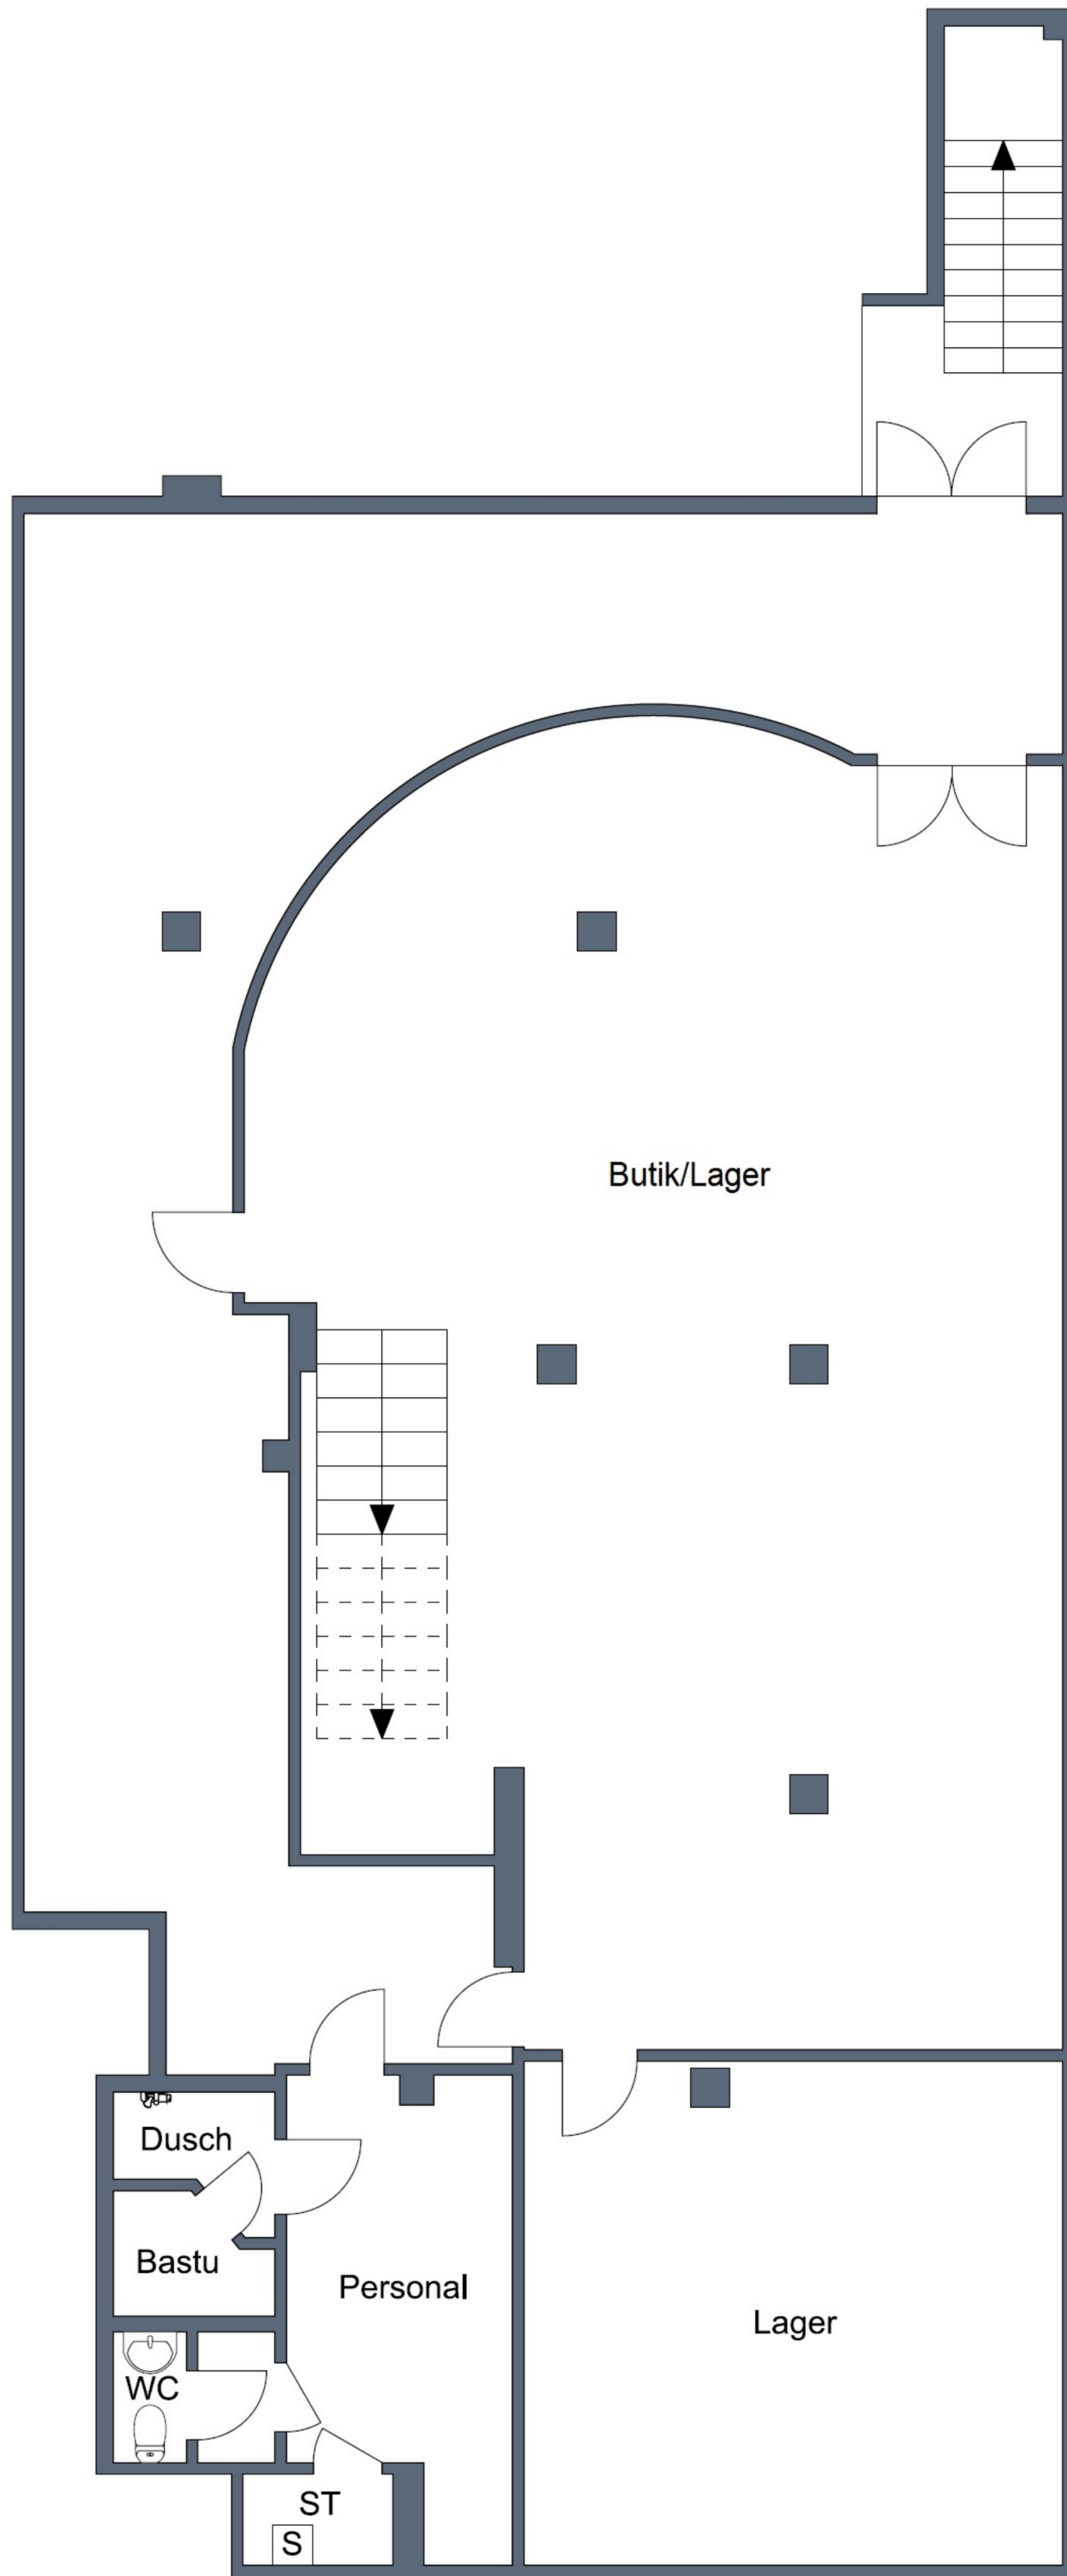 Butik/Lager
Dusch
Bastu
Personal
Lager
WC
ST
S